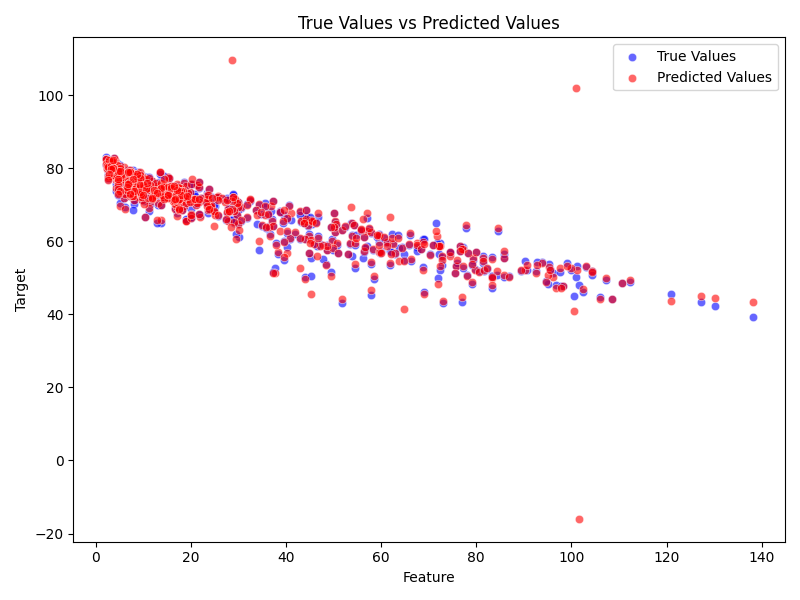 True Values vs Predicted Values
True Values
Predicted Values
Target
100
80
60
40
20
0
−20
0 20 40 60 80 100 120 140
Feature